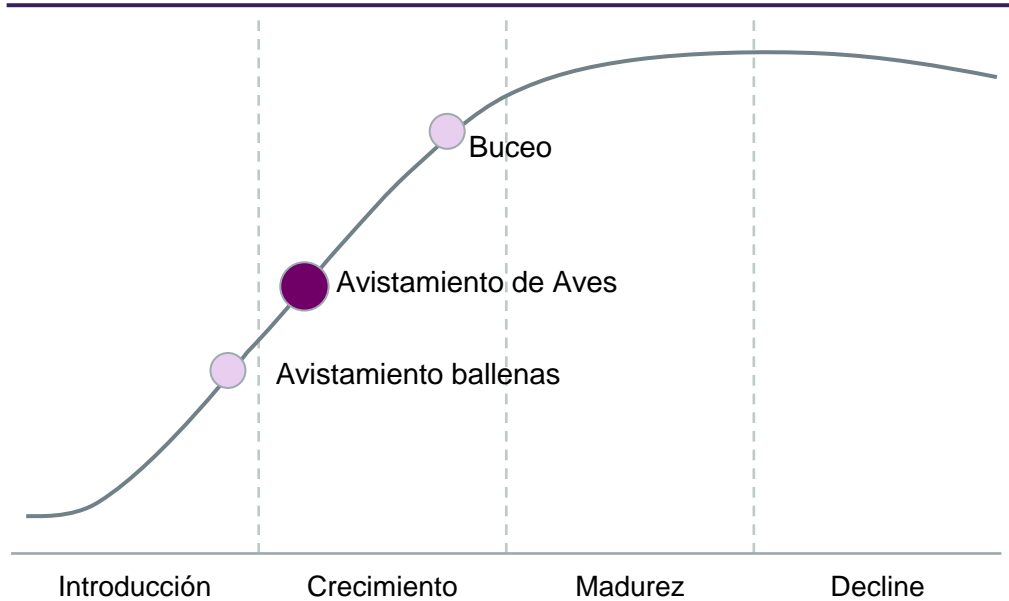 Buceo
Avistamiento de Aves
Avistamiento ballenas
Introducción Crecimiento Madurez Decline